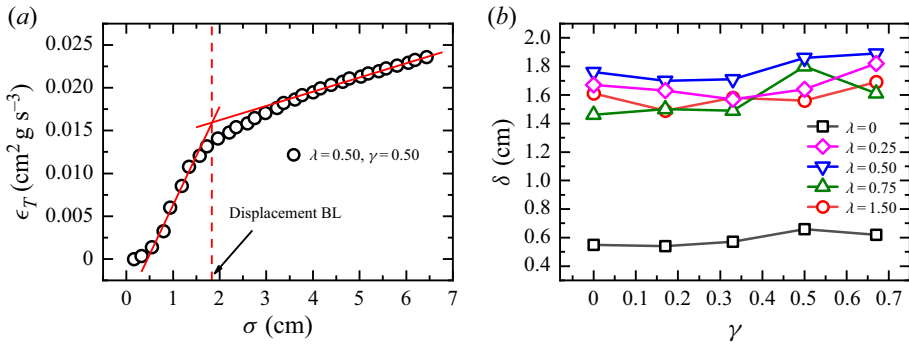 (a)
0.025
0.020
0.015
0.010
0.005
0
ϵ_T (cm² g s⁻³)
λ = 0.50, γ = 0.50
Displacement BL
0 1 2 3 4 5 6 7
σ (cm)
(b)
2.0
1.8
1.6
1.4
1.2
1.0
0.8
0.6
0.4
δ (cm)
λ = 0
λ = 0.25
λ = 0.50
λ = 0.75
λ = 1.50
0 0.1 0.2 0.3 0.4 0.5 0.6 0.7
γ